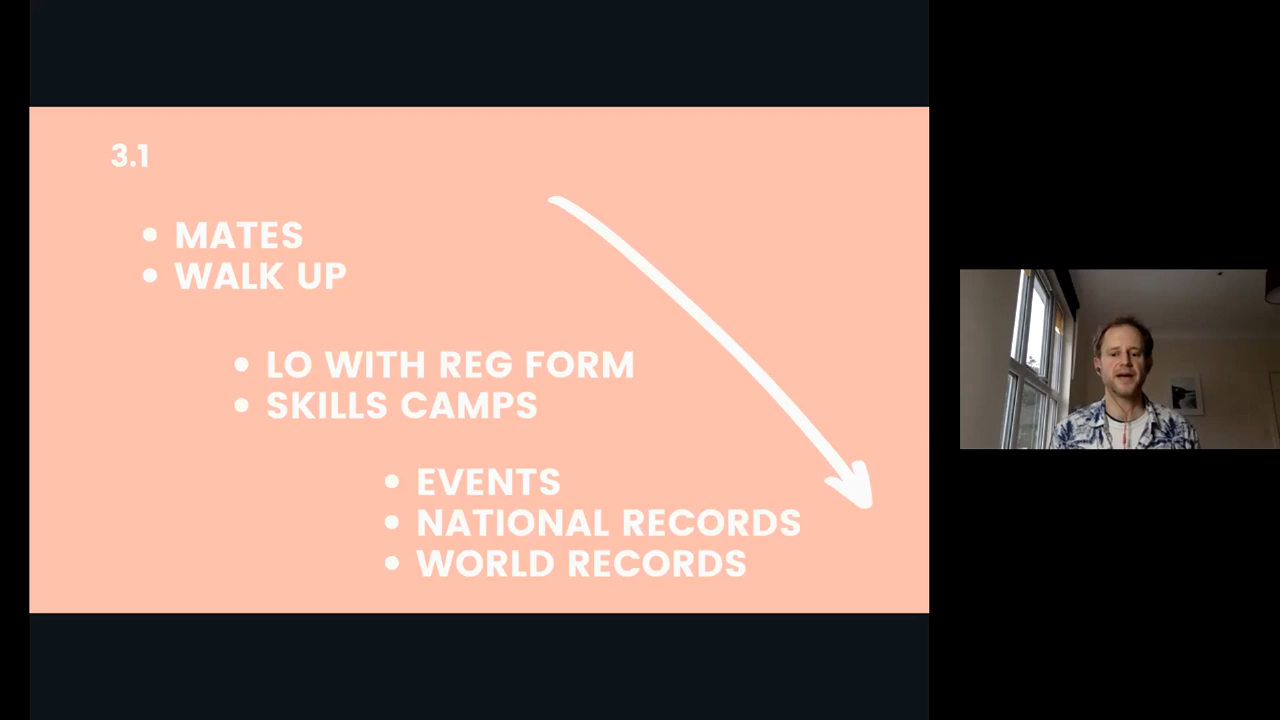 3.1
• MATES
• WALK UP
• LO WITH REG FORM
• SKILLS CAMPS
• EVENTS
• NATIONAL RECORDS
• WORLD RECORDS